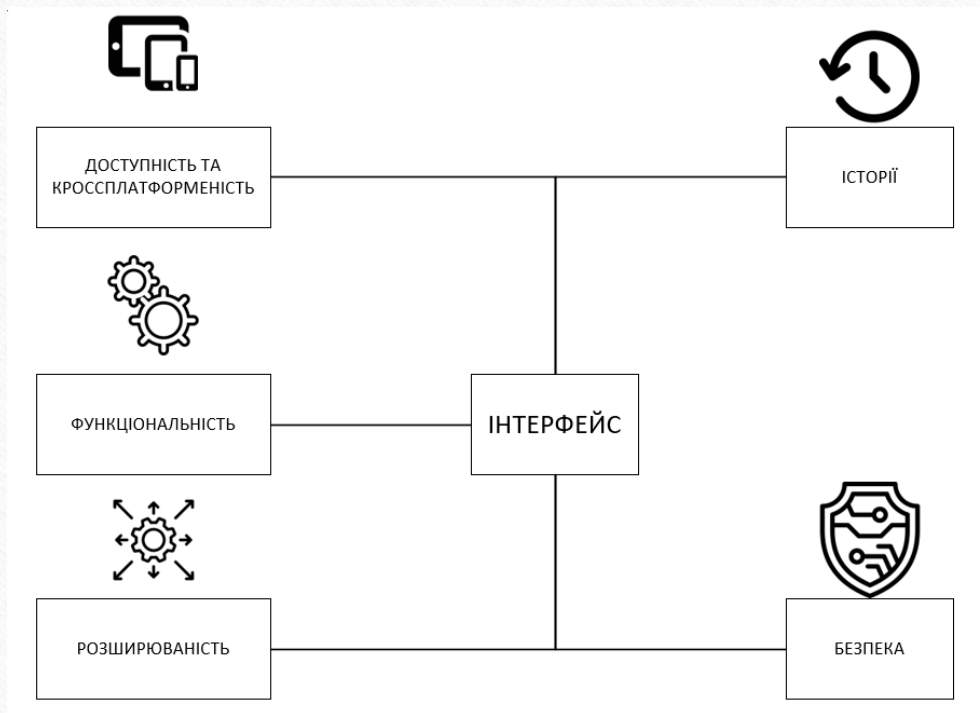 ДОСТУПНІСТЬ ТА
КРОССПЛАТФОРМЕНІСТЬ
ІСТОРІЇ
ФУНКЦІОНАЛЬНІСТЬ
ІНТЕРФЕЙС
РОЗШИРЮВАНІСТЬ
БЕЗПЕКА